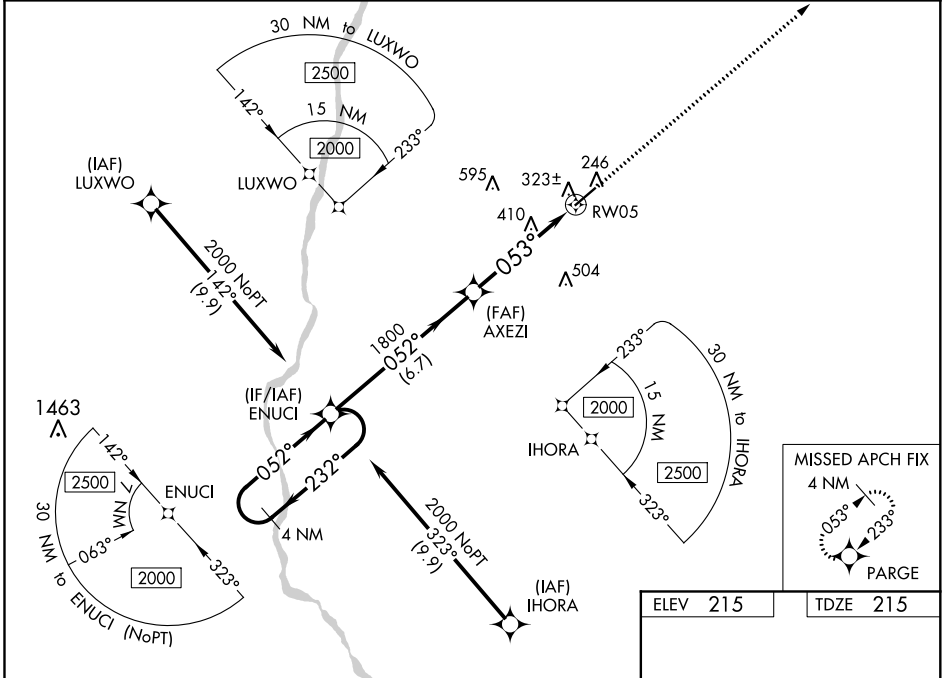 30 NM to LUXWO
2500
142°
15 NM
2000
233°
LUXWO
(IAF)
LUXWO
2000 NoPT
142°
(9.9)
595
323±
246
RW05
410
053°
504
(FAF)
AXEZI
1800
052°
(6.7)
(IF/IAF)
ENUCI
052°
232°
4 NM
1463
142°
2500
7 NM
ENUCI
063°
2000
323°
30 NM to ENUCI (NoPT)
2000 NoPT
323°
(9.9)
(IAF)
IHORA
233°
30 NM to IHORA
15 NM
2000
IHORA
2500
323°
MISSED APCH FIX
4 NM
053°
233°
PARGE
ELEV 215
TDZE 215